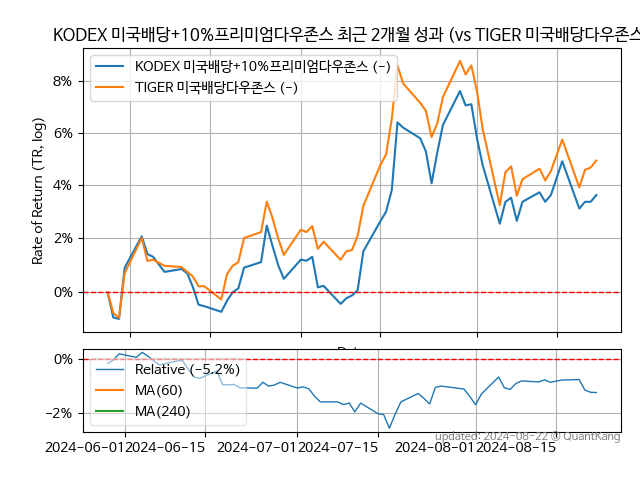 KODEX 미국배당+10%프리미엄다우존스 최근 2개월 성과 (vs TIGER 미국배당다우존스
KODEX 미국배당+10%프리미엄다우존스 (-)
TIGER 미국배당다우존스 (-)
Rate of Return (TR, log)
8%
6%
4%
2%
0%
0%
−2%
Relative (-5.2%)
MA(60)
MA(240)
updated: 2024-08-22 © QuantKang
2024-06-01
2024-06-15
2024-07-01
2024-07-15
2024-08-01
2024-08-15